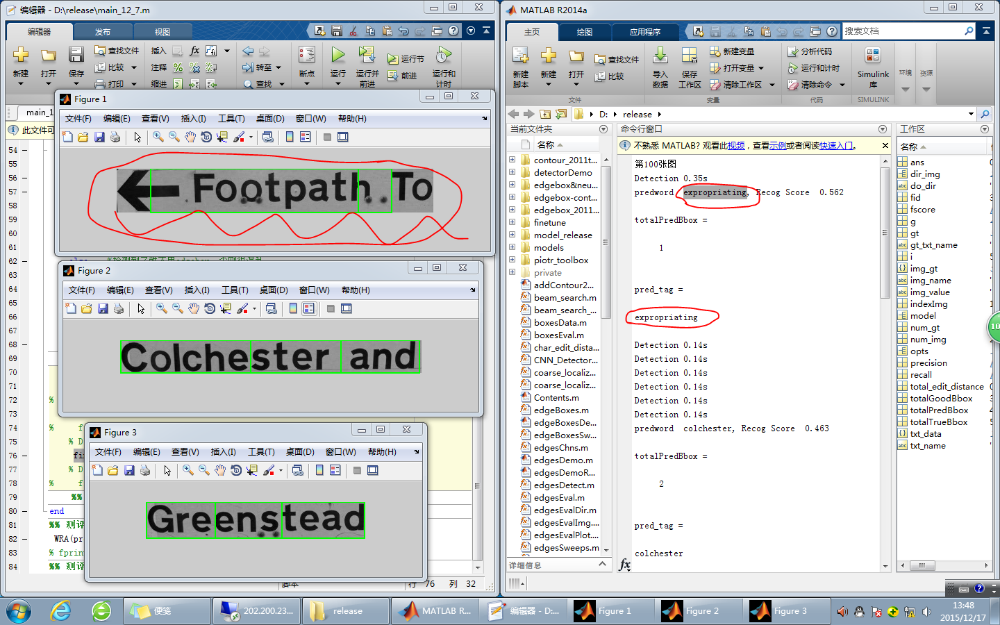 编辑器 - D:\release\main_12_7.m
编辑器
发布
视图
新建
打开
保存
查找文件
比较
打印
插入
注释
缩进
转至
查找
断点
运行
运行并
前进
运行节
前进
运行和
计时
main_1
此文件可
54
55
56
57
58
59
60
61
62
63
64
65
66
67
68
69
70
71
72
73
74
75
76
77
78
79
80
81
82
83
84
%
% f
% D
fi
% D
% f
%%
end
%% 测评
WRA(pr
% fprin
%% 测评
脚本
行 76 列 32
Figure 1
文件(F) 编辑(E) 查看(V) 插入(I) 工具(T) 桌面(D) 窗口(W) 帮助(H)
Footpath To
Figure 2
文件(F) 编辑(E) 查看(V) 插入(I) 工具(T) 桌面(D) 窗口(W) 帮助(H)
Colchester and
Figure 3
文件(F) 编辑(E) 查看(V) 插入(I) 工具(T) 桌面(D) 窗口(W) 帮助(H)
Greenstead
MATLAB R2014a
主页
绘图
应用程序
搜索文档
新建
脚本
新建
打开
查找文件
比较
导入
数据
保存
工作区
新建变量
打开变量
清除工作区
分析代码
运行和计时
清除命令
Simulink
库
环境
资源
文件
变量
代码
SIMULINK
D: release
当前文件夹
名称
contour_2011t...
detectorDemo
edgebox&neu...
edgebox-cont...
edgebox_2011...
finetune
model_release
models
piotr_toolbox
private
addContour2...
beam_search.m
beam_search_...
boxesData.m
boxesEval.m
char_edit_dista...
CNN_Detector...
coarse_localiz...
coarse_localiz...
Contents.m
edgeBoxes.m
edgeBoxesDe...
edgeBoxesSw...
edgesChns.m
edgesDemo.m
edgesDemoR...
edgesDetect.m
edgesEval.m
edgesEvalDir.m
edgesEvalImg....
edgesEvalPlot....
edgesSweeps.m
详细信息
命令行窗口
不熟悉 MATLAB? 观看此视频, 查看示例或者阅读快速入门。
第100张图
Detection 0.35s
predword expropriating, Recog Score 0.562
totalPredBbox =
1
pred_tag =
expropriating
Detection 0.14s
Detection 0.14s
Detection 0.14s
Detection 0.14s
Detection 0.14s
Detection 0.14s
predword colchester, Recog Score 0.463
totalPredBbox =
2
pred_tag =
colchester
fx
工作区
名称
ans
dir_img
do_dir
fid
fscore
g
gt
gt_txt_name
i
img_gt
img_name
img_value
indexImg
model
num_gt
num_img
opts
precision
recall
total_edit_distance
totalGoodBbox
totalPredBbox
totalTrueBbox
txt_data
txt_name
便笺
202.200.23...
release
MATLAB R...
编辑器 - D:...
Figure 1
Figure 2
Figure 3
13:48
2015/12/17